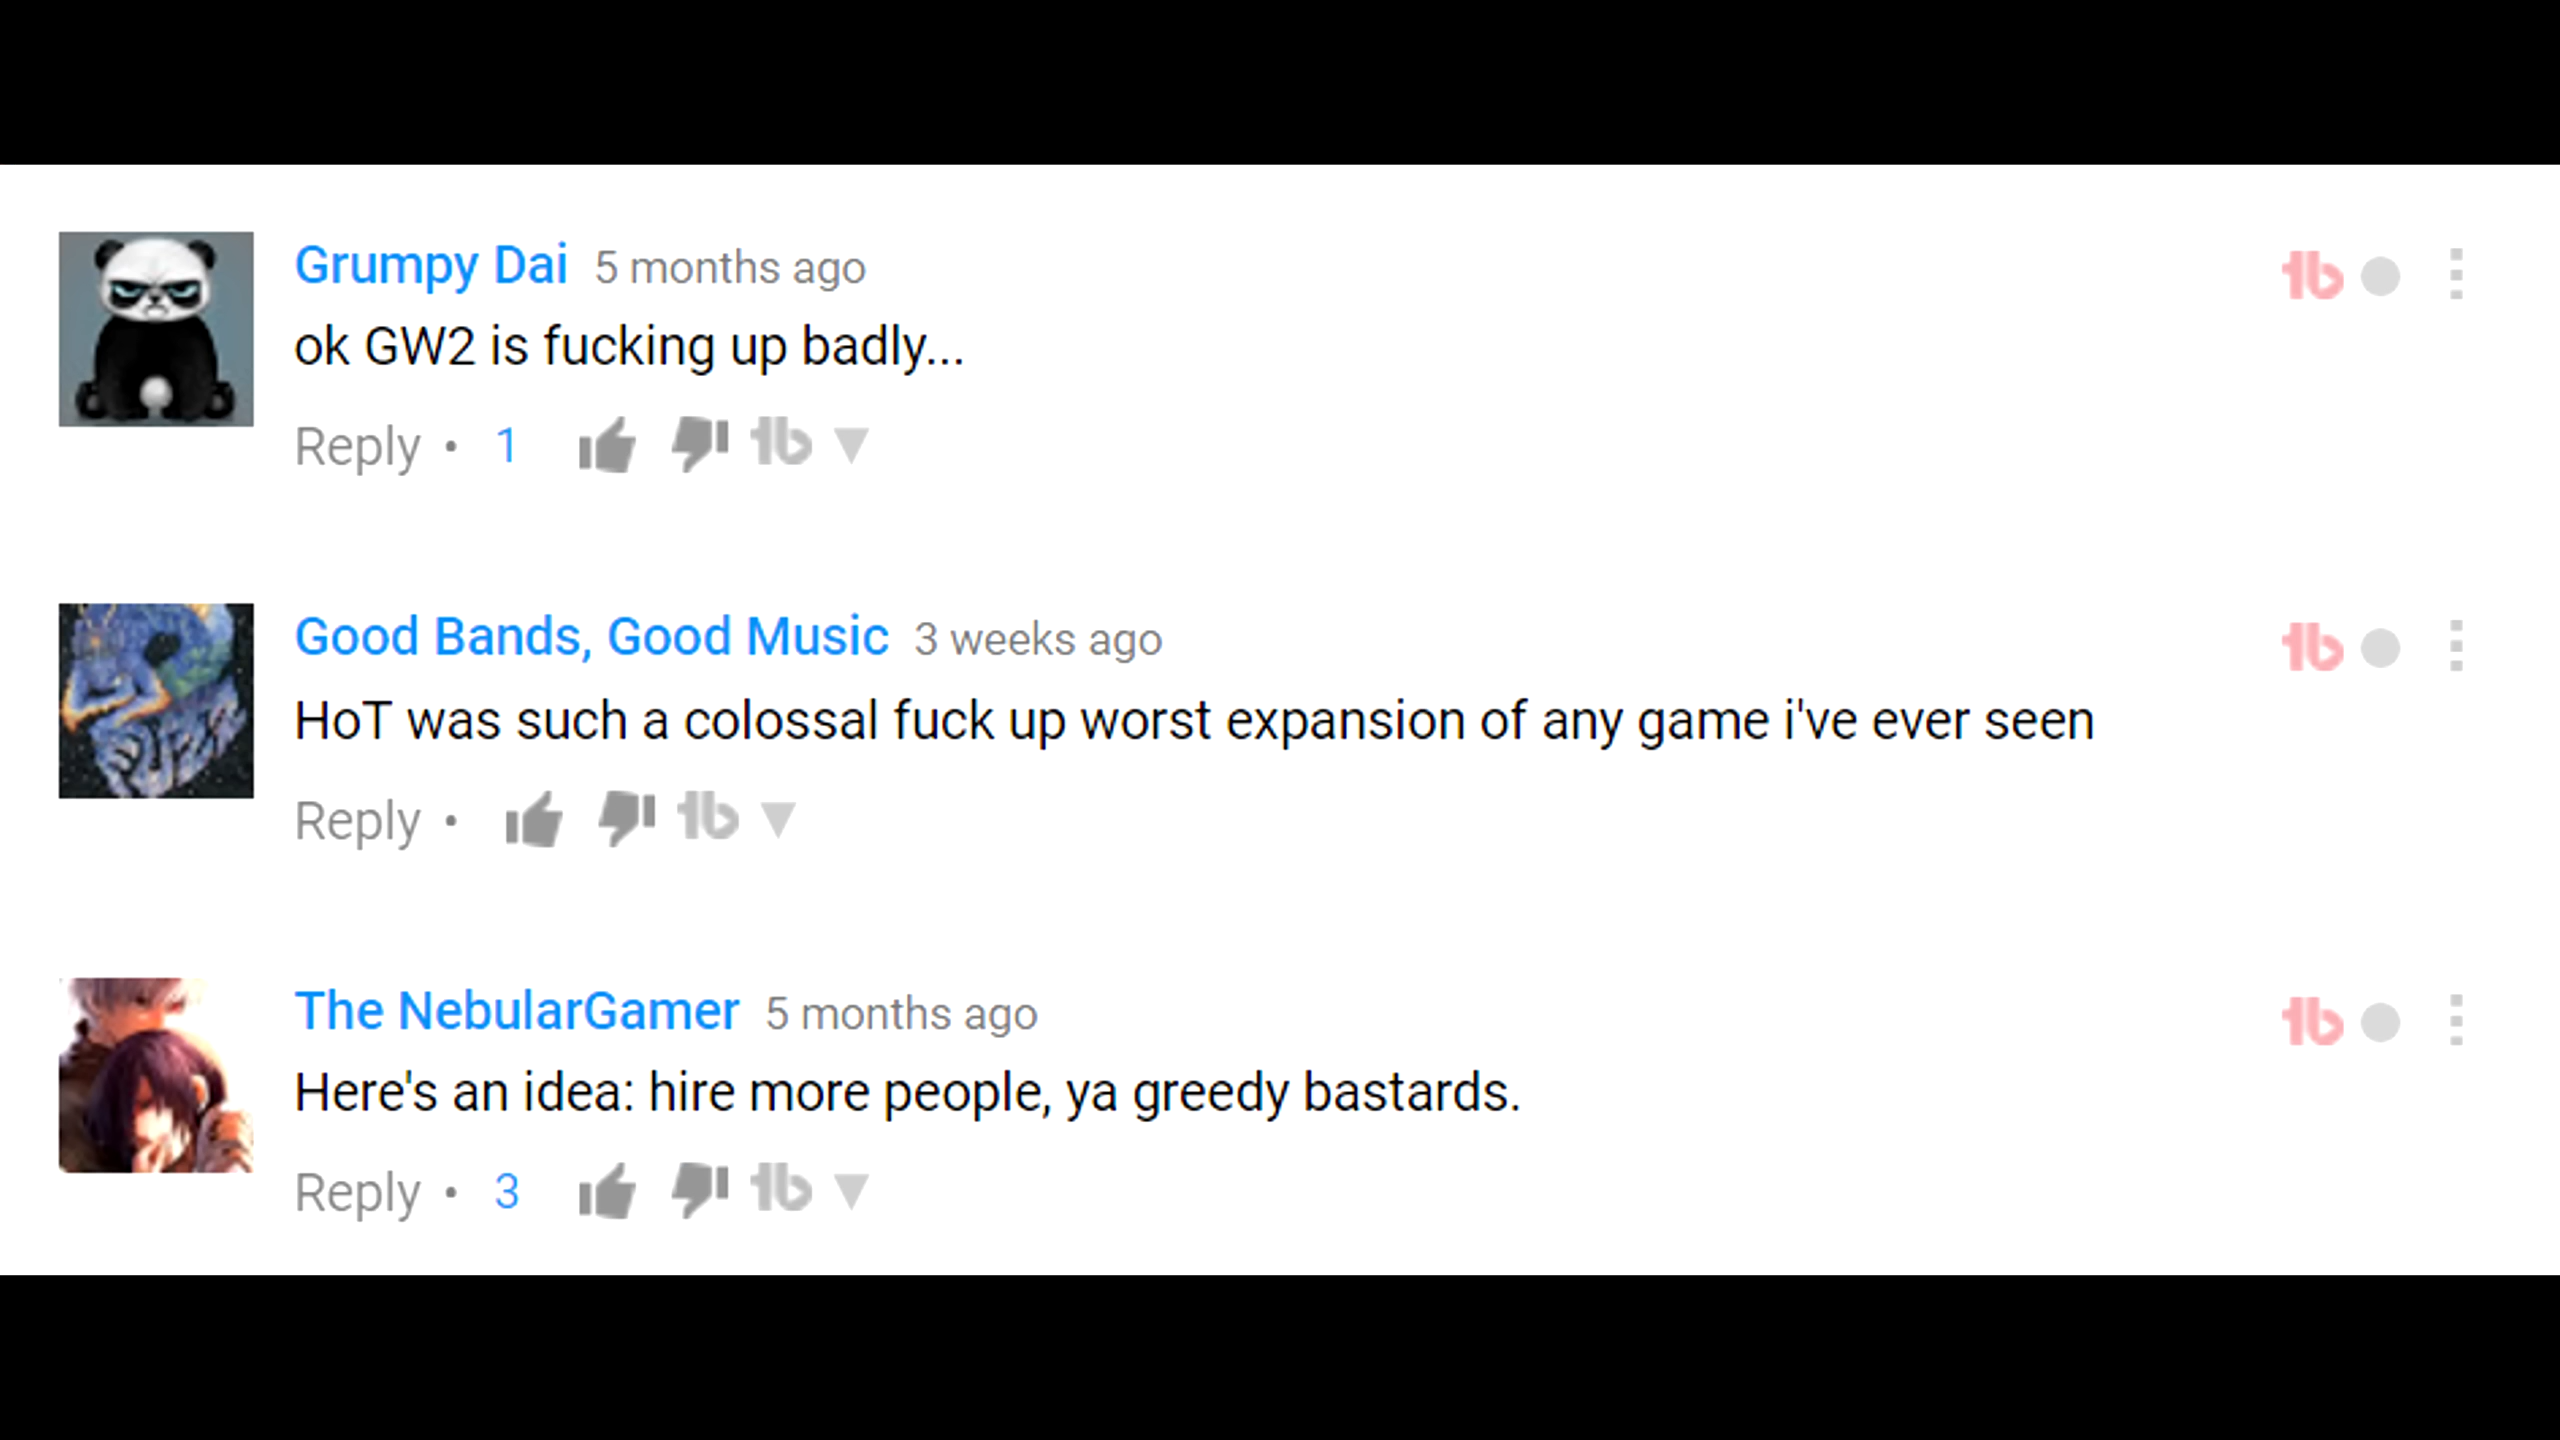 Grumpy Dai 5 months ago
ok GW2 is fucking up badly...
Reply • 1
Good Bands, Good Music 3 weeks ago
HoT was such a colossal fuck up worst expansion of any game i've ever seen
Reply •
The NebularGamer 5 months ago
Here's an idea: hire more people, ya greedy bastards.
Reply • 3